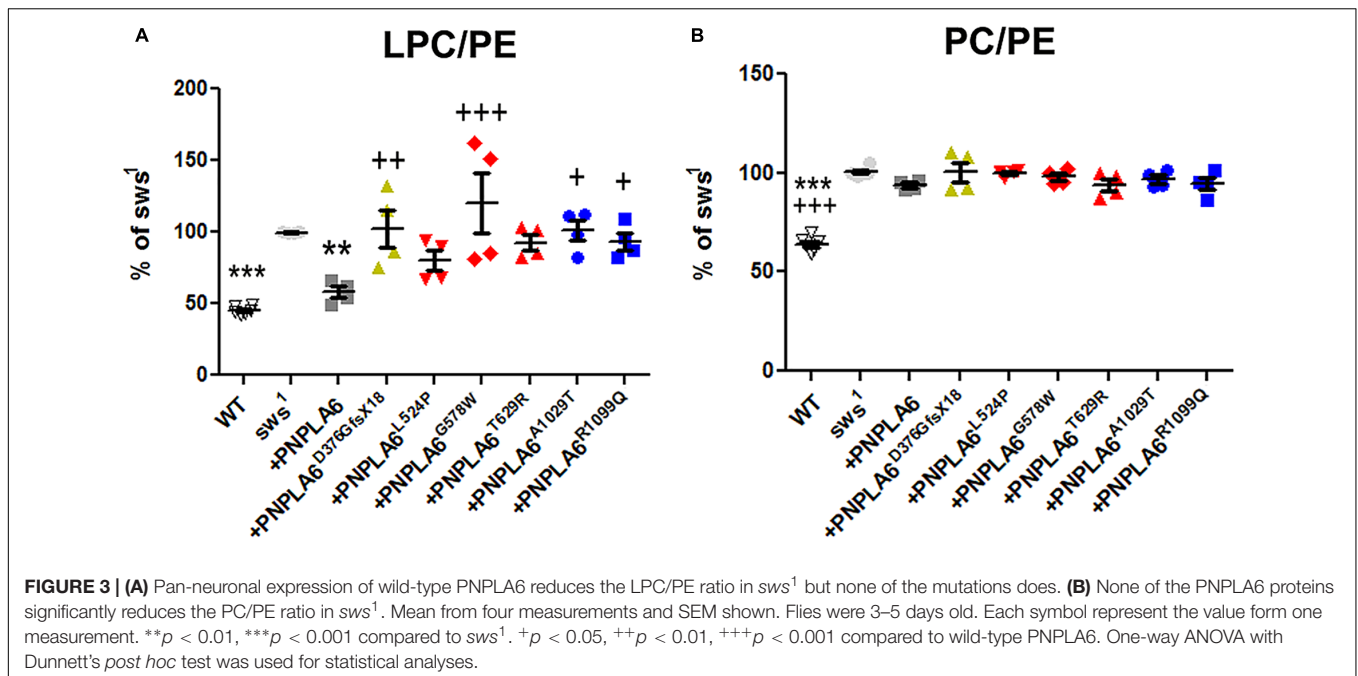 A
LPC/PE
% of sws1
200
150
100
50
0
***
**
++
+++
+
+
WT
sws1
+PNPLA6
+PNPLA6D376GfsX18
+PNPLA6L-524P
+PNPLA6G578W
+PNPLA6T629R
+PNPLA6A1029T
+PNPLA6R1099Q
B
PC/PE
% of sws1
150
100
50
0
***
+++
WT
sws1
+PNPLA6
+PNPLA6D376GfsX18
+PNPLA6L-524P
+PNPLA6G578W
+PNPLA6T629R
+PNPLA6A1029T
+PNPLA6R1099Q
FIGURE 3 | (A) Pan-neuronal expression of wild-type PNPLA6 reduces the LPC/PE ratio in sws1 but none of the mutations does. (B) None of the PNPLA6 proteins
significantly reduces the PC/PE ratio in sws1. Mean from four measurements and SEM shown. Flies were 3–5 days old. Each symbol represent the value form one
measurement. **p < 0.01, ***p < 0.001 compared to sws1. +p < 0.05, ++p < 0.01, +++p < 0.001 compared to wild-type PNPLA6. One-way ANOVA with
Dunnett's post hoc test was used for statistical analyses.